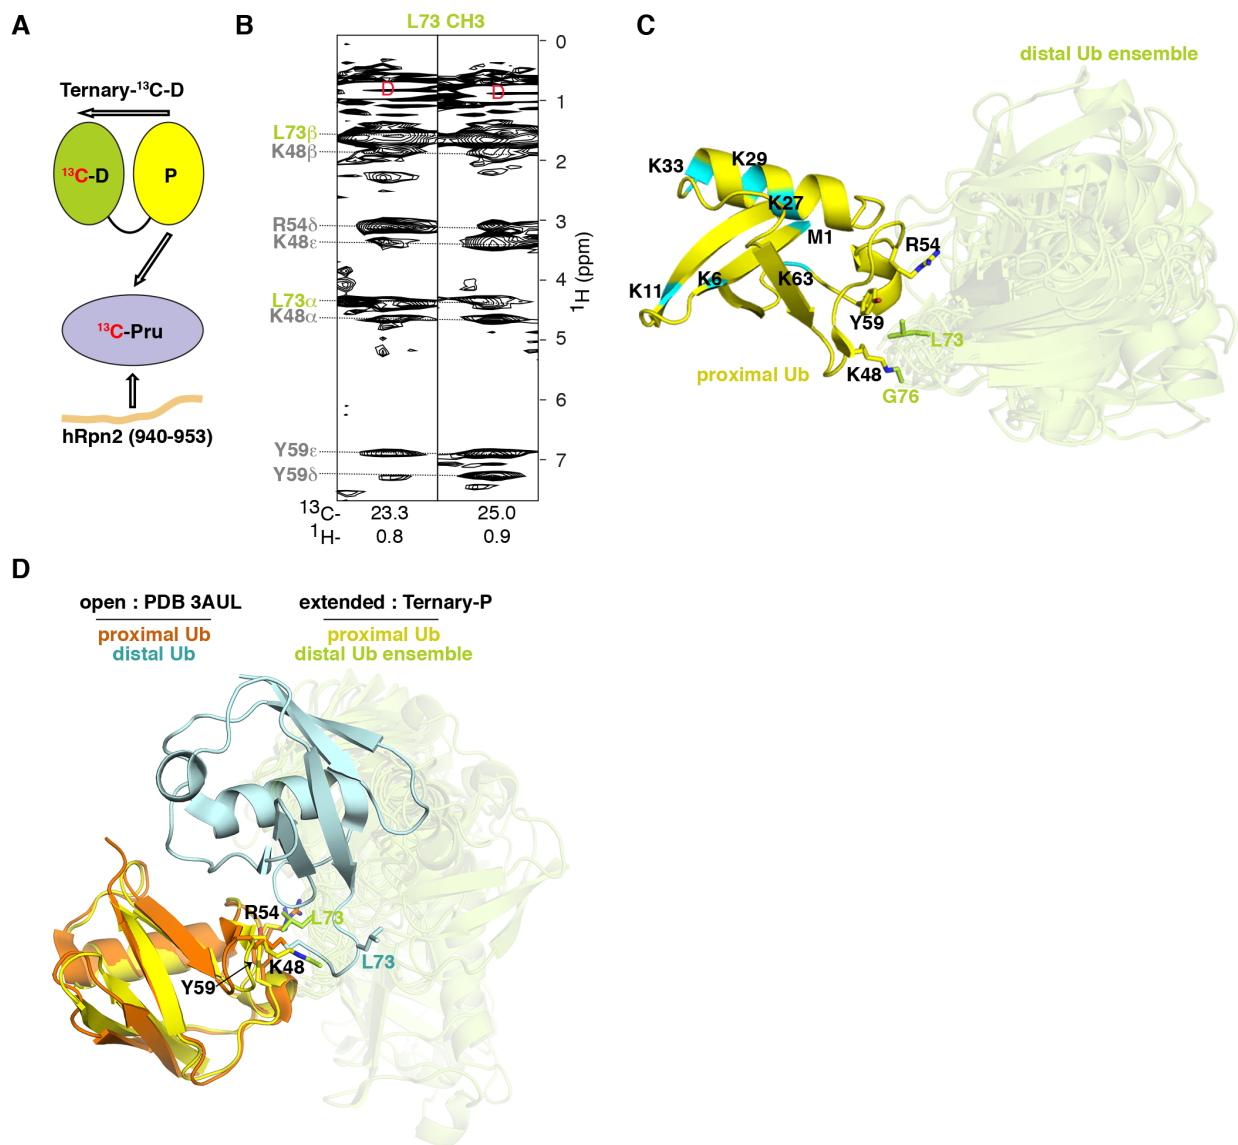 A
Ternary-¹³C-D
¹³C-D
P
¹³C-Pru
hRpn2 (940-953)
B
L73 CH3
D
D
L73β
K48β
R54δ
K48ε
L73α
K48α
Y59ε
Y59δ
0
1
2
3
4
5
6
7
¹H (ppm)
¹³C- 23.3 25.0
¹H- 0.8 0.9
C
distal Ub ensemble
K33
K29
K27
M1
R54
K11
K6
K63
Y59
L73
K48
G76
proximal Ub
D
open : PDB 3AUL
proximal Ub
distal Ub
extended : Ternary-P
proximal Ub
distal Ub ensemble
R54
L73
K48
L73
Y59